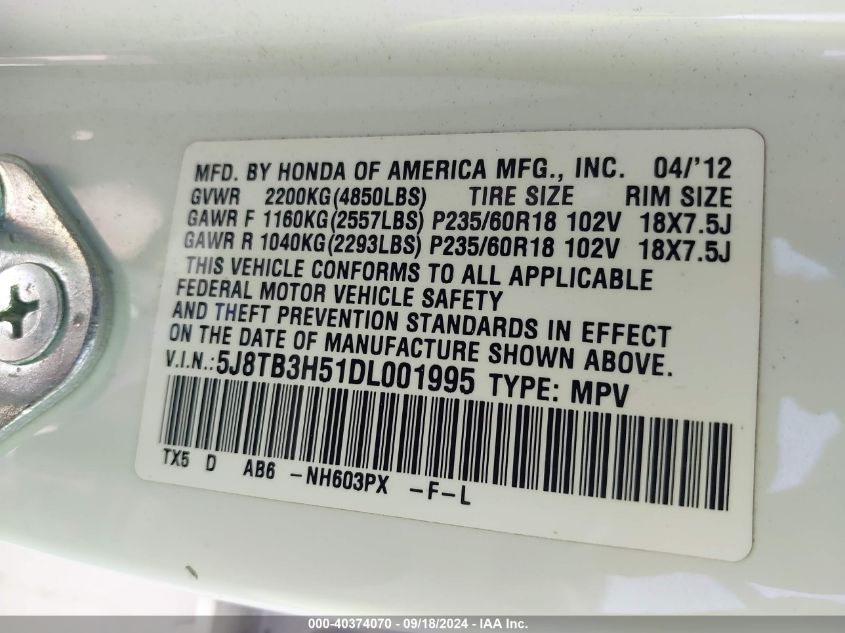 MFD. BY HONDA OF AMERICA MFG., INC. 04/'12
GVWR 2200KG(4850LBS) TIRE SIZE RIM SIZE
GAWR F 1160KG(2557LBS) P235/60R18 102V 18X7.5J
GAWR R 1040KG(2293LBS) P235/60R18 102V 18X7.5J
THIS VEHICLE CONFORMS TO ALL APPLICABLE
FEDERAL MOTOR VEHICLE SAFETY
AND THEFT PREVENTION STANDARDS IN EFFECT
ON THE DATE OF MANUFACTURE SHOWN ABOVE.
V.I.N.:5J8TB3H51DL001995 TYPE: MPV
TX5 D AB6 -NH603PX -F-L
000-40374070 - 09/18/2024 - IAA Inc.